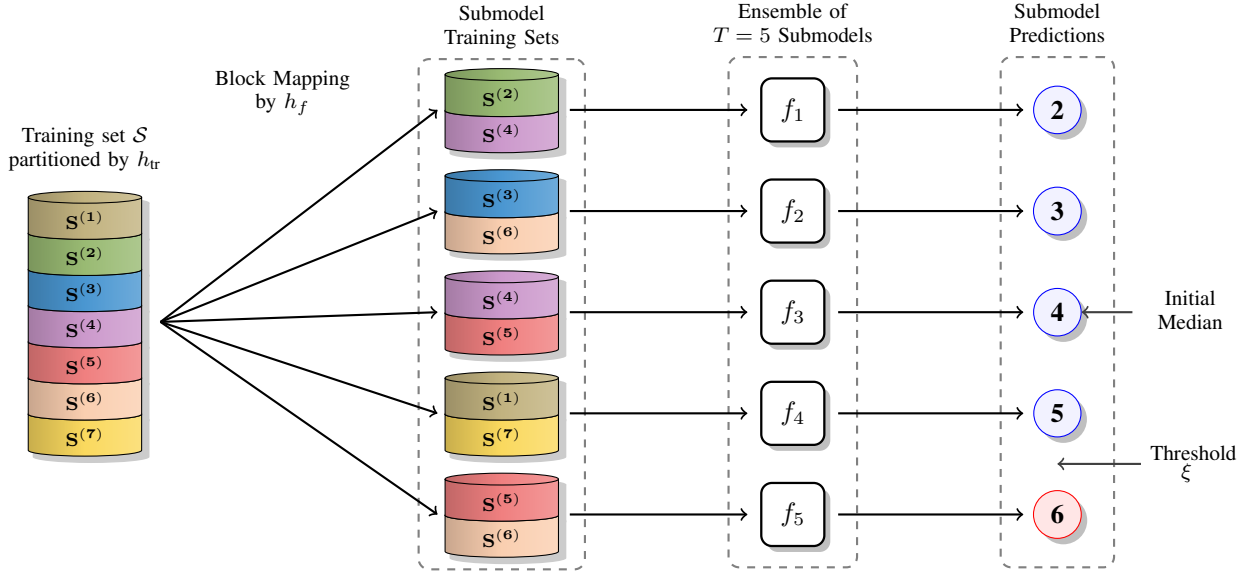 Submodel
Training Sets
Ensemble of
T = 5 Submodels
Submodel
Predictions
Block Mapping
by h_f
Training set 𝒮
partitioned by h_tr
S^(1)
S^(2)
S^(3)
S^(4)
S^(5)
S^(6)
S^(7)
S^(2)
S^(4)
f_1
2
S^(3)
S^(6)
f_2
3
S^(4)
S^(5)
f_3
4
Initial
Median
S^(1)
S^(7)
f_4
5
Threshold
ξ
S^(5)
S^(6)
f_5
6